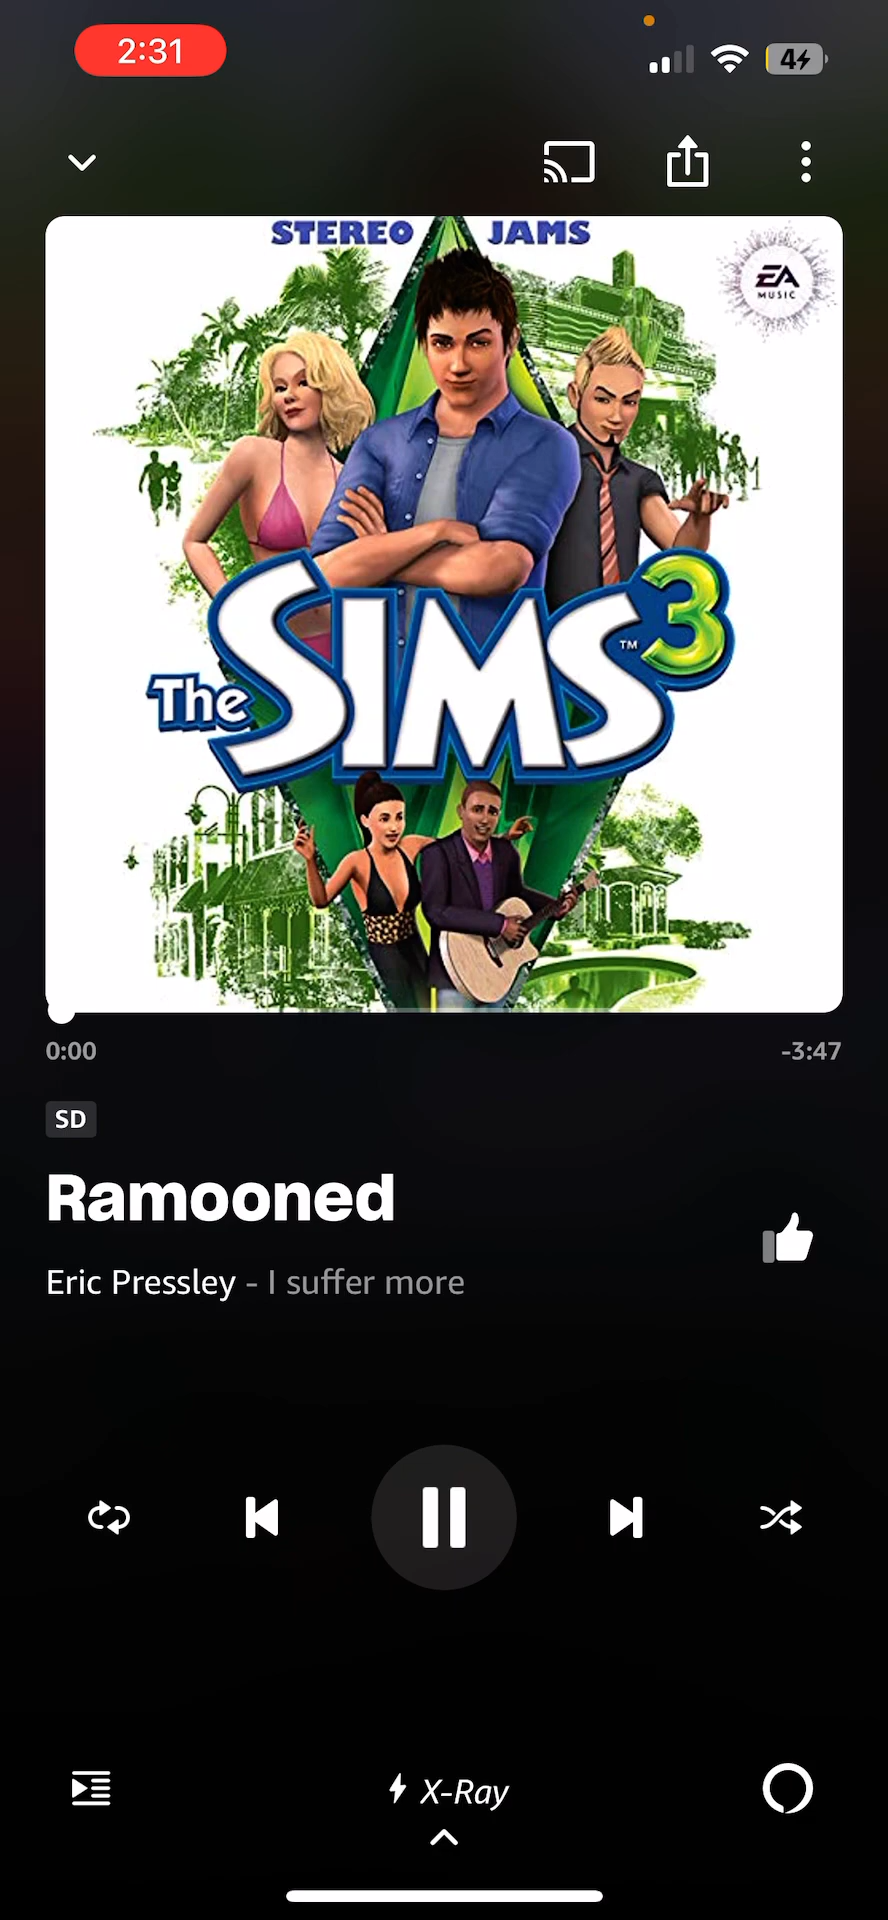 2:31
4
STEREO JAMS
EA
MUSIC
The SIMS 3
TM
0:00
-3:47
SD
Ramooned
Eric Pressley - I suffer more
X-Ray